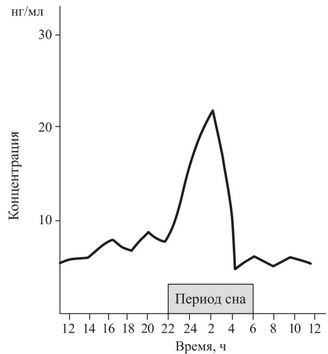 нг/мл
30
20
10
Концентрация
Период сна
12 14 16 18 20 22 24 2 4 6 8 10 12
Время, ч